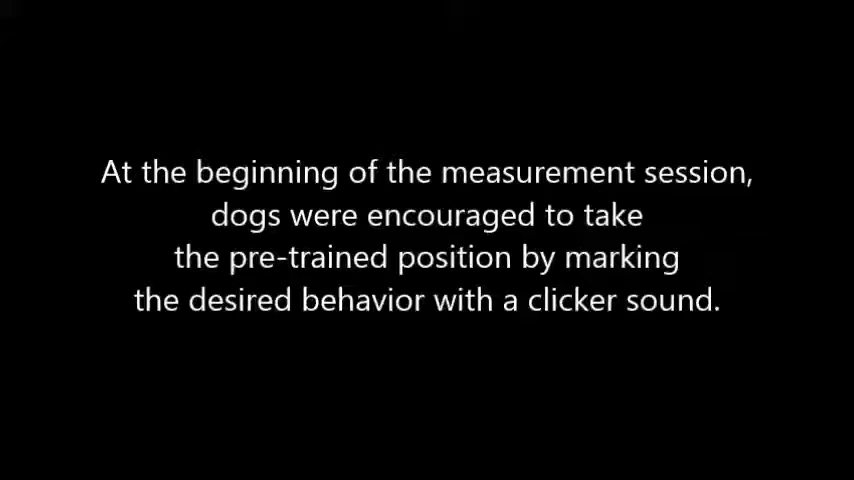 At the beginning of the measurement session,
dogs were encouraged to take
the pre-trained position by marking
the desired behavior with a clicker sound.